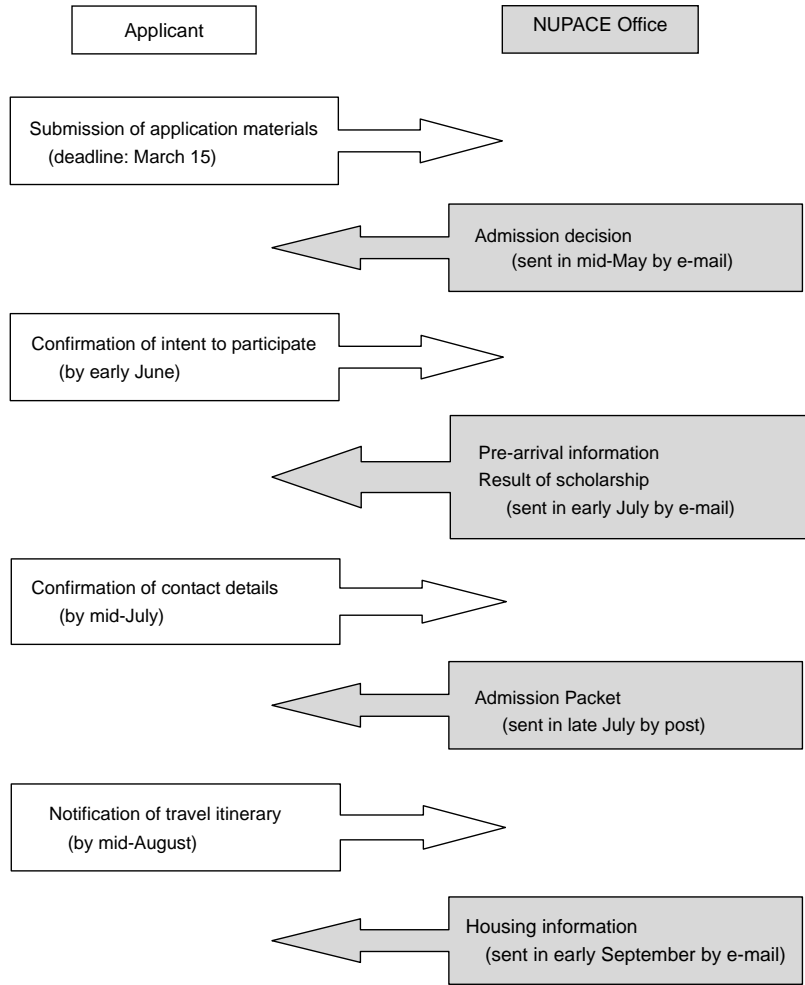 Applicant
NUPACE Office
Submission of application materials
(deadline: March 15)
Admission decision
(sent in mid-May by e-mail)
Confirmation of intent to participate
(by early June)
Pre-arrival information
Result of scholarship
(sent in early July by e-mail)
Confirmation of contact details
(by mid-July)
Admission Packet
(sent in late July by post)
Notification of travel itinerary
(by mid-August)
Housing information
(sent in early September by e-mail)